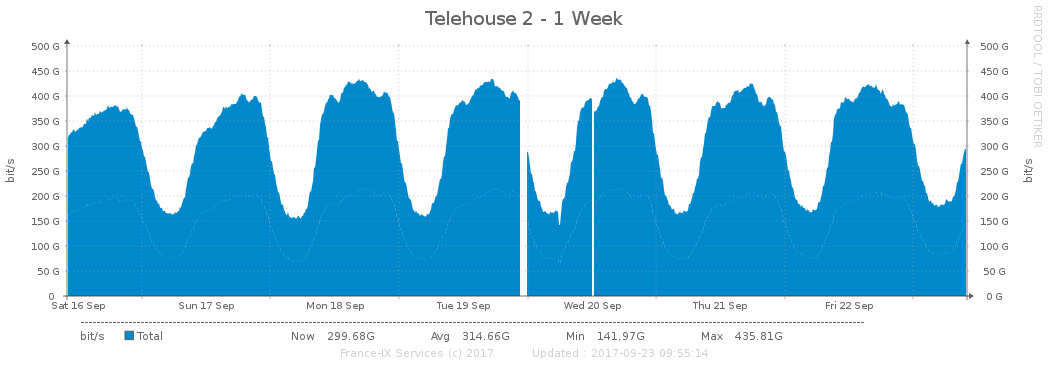 Telehouse 2 - 1 Week
RRDTOOL / TOBI OETIKER
500 G 500 G
450 G 450 G
400 G 400 G
350 G 350 G
300 G 300 G
250 G 250 G
200 G 200 G
150 G 150 G
100 G 100 G
50 G 50 G
0 0 G
bit/s bit/s
Sat 16 Sep Sun 17 Sep Mon 18 Sep Tue 19 Sep Wed 20 Sep Thu 21 Sep Fri 22 Sep
bit/s Total Now 299.68G Avg 314.66G Min 141.97G Max 435.81G
France-IX Services (c) 2017 Updated : 2017-09-23 09:55:14